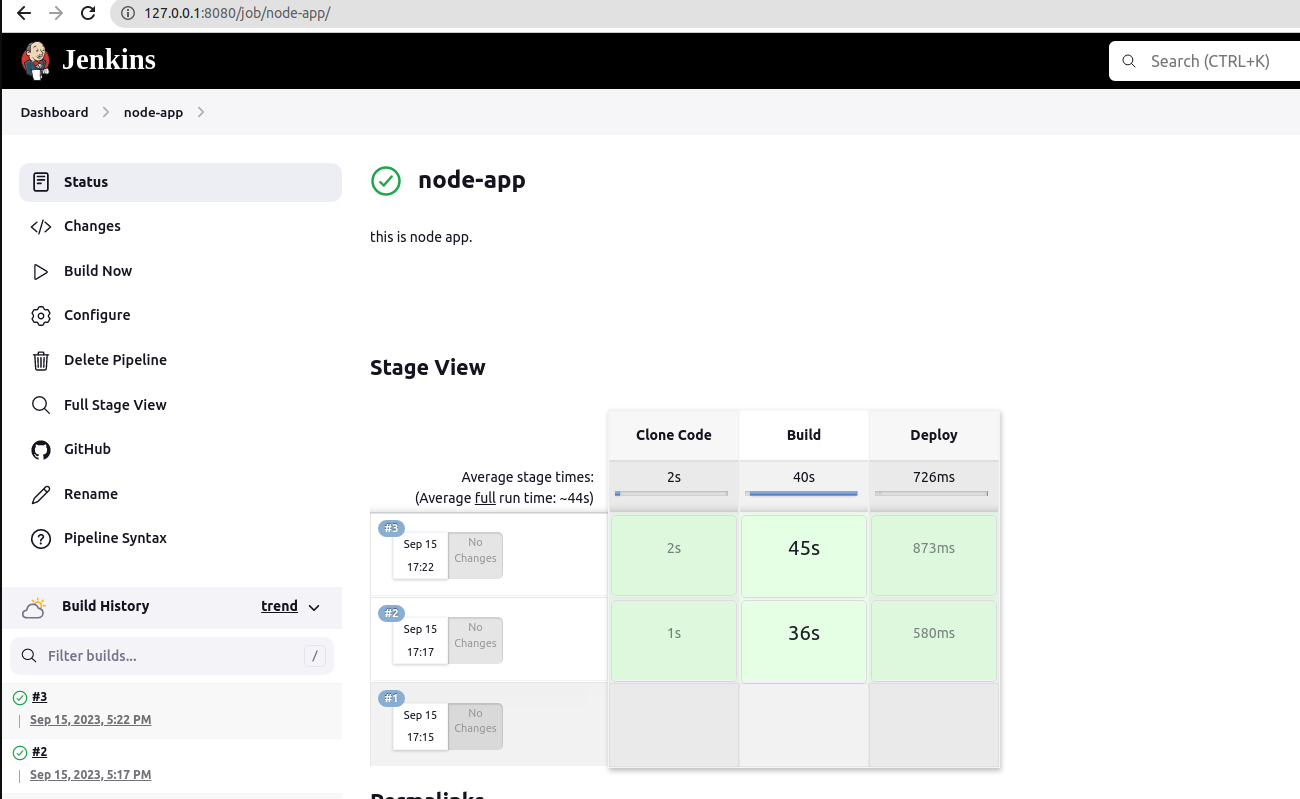 127.0.0.1:8080/job/node-app/
Jenkins
Search (CTRL+K)
Dashboard
node-app
Status
Changes
Build Now
Configure
Delete Pipeline
Full Stage View
GitHub
Rename
Pipeline Syntax
Build History
trend
Filter builds...
/
#3
Sep 15, 2023, 5:22 PM
#2
Sep 15, 2023, 5:17 PM
node-app
this is node app.
Stage View
Clone Code Build Deploy
Average stage times: 2s 40s 726ms
(Average full run time: ~44s)
#3
Sep 15
17:22
No
Changes
2s 45s 873ms
#2
Sep 15
17:17
No
Changes
1s 36s 580ms
#1
Sep 15
17:15
No
Changes
Permalinks